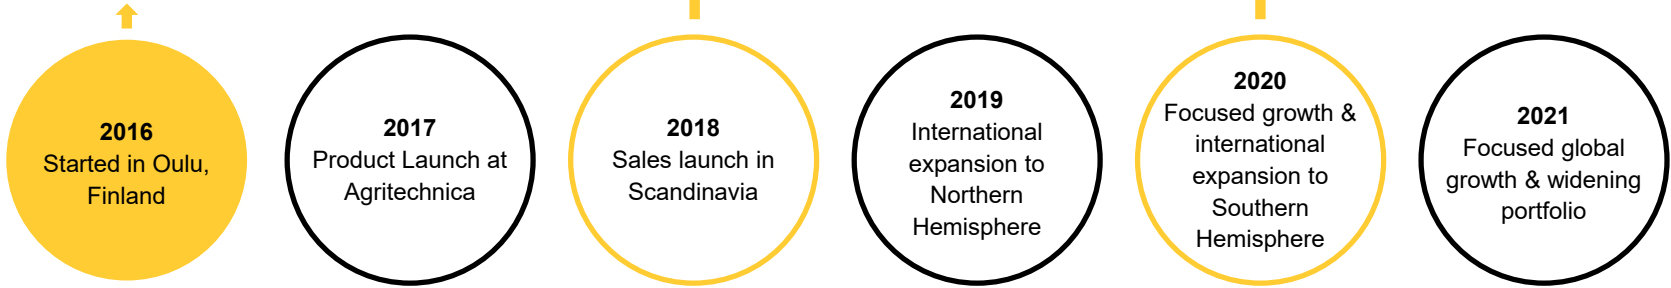 2016
Started in Oulu,
Finland
2017
Product Launch at
Agritechnica
2018
Sales launch in
Scandinavia
2019
International
expansion to
Northern
Hemisphere
2020
Focused growth &
international
expansion to
Southern
Hemisphere
2021
Focused global
growth & widening
portfolio